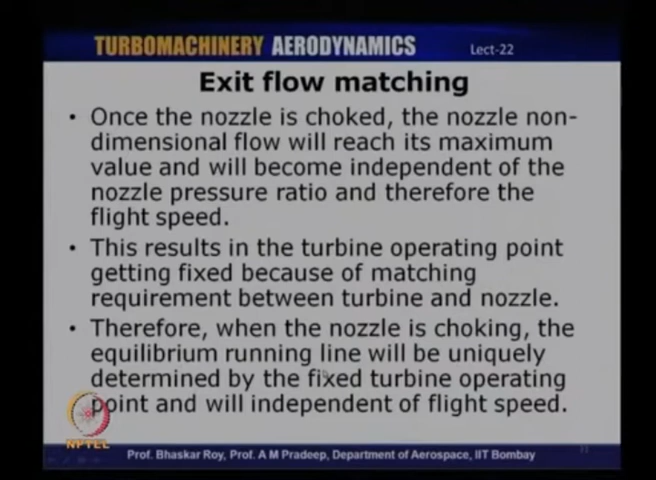 TURBOMACHINERY AERODYNAMICS Lect-22
Exit flow matching
• Once the nozzle is choked, the nozzle non-
dimensional flow will reach its maximum
value and will become independent of the
nozzle pressure ratio and therefore the
flight speed.
• This results in the turbine operating point
getting fixed because of matching
requirement between turbine and nozzle.
• Therefore, when the nozzle is choking, the
equilibrium running line will be uniquely
determined by the fixed turbine operating
point and will independent of flight speed.
NPTEL
Prof. Bhaskar Roy, Prof. A M Pradeep, Department of Aerospace, IIT Bombay